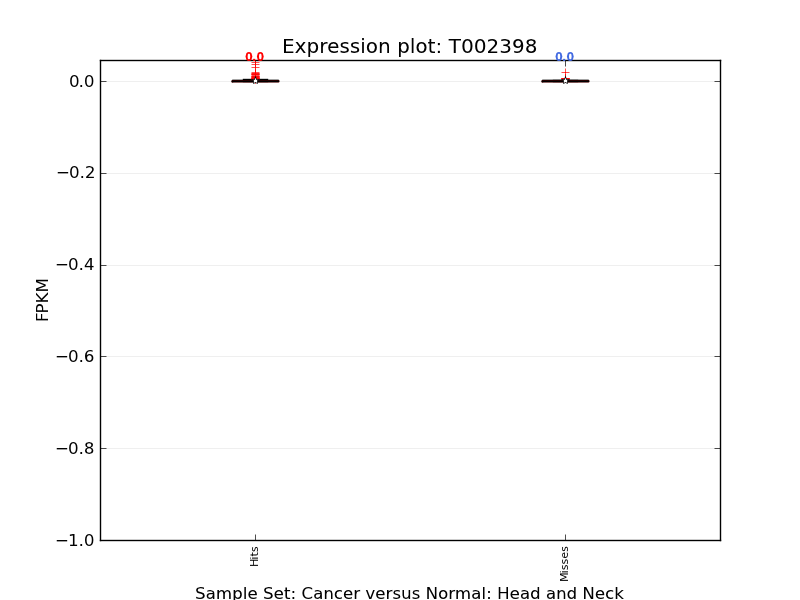 Expression plot: T002398
0.0 0.0
0.0
−0.2
−0.4
−0.6
−0.8
−1.0
FPKM
Hits Misses
Sample Set: Cancer versus Normal: Head and Neck